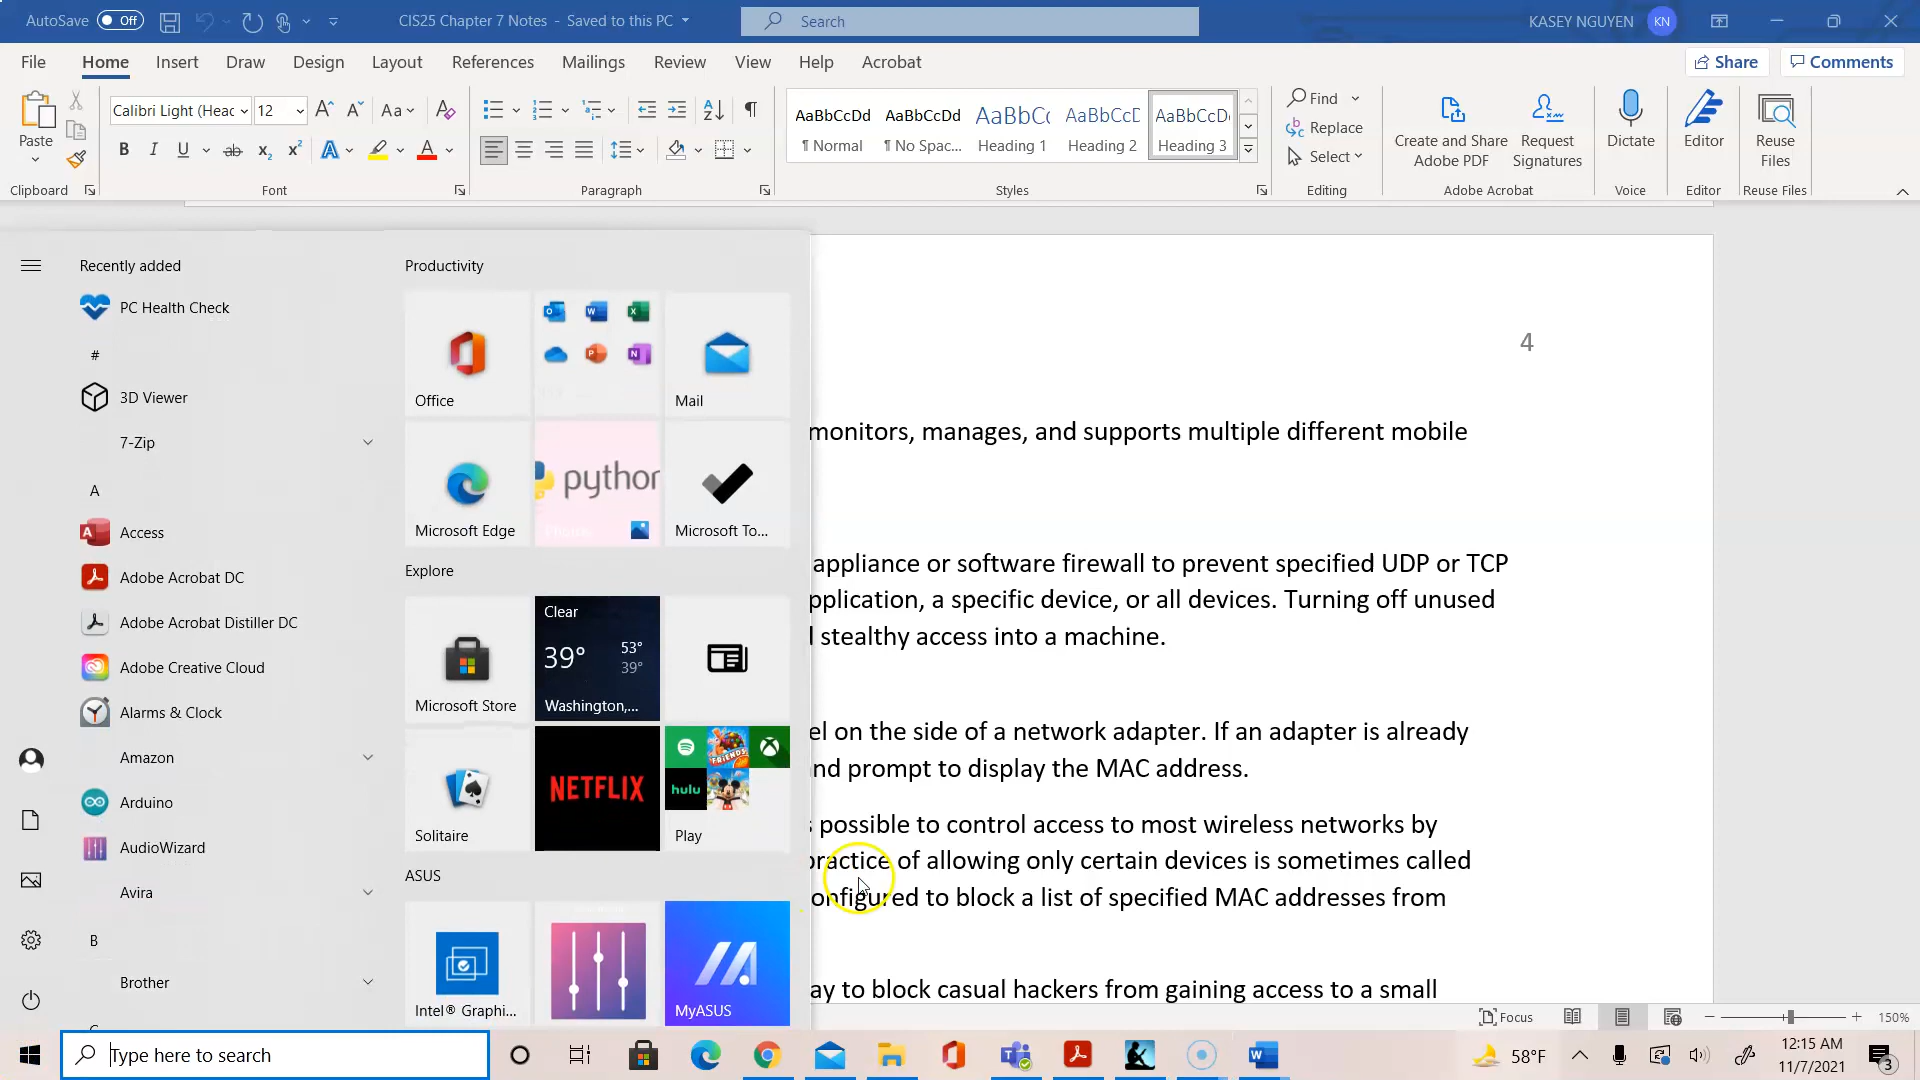 AutoSave Off CIS25 Chapter 7 Notes - Saved to this PC Search KASEY NGUYEN KN
File Home Insert Draw Design Layout References Mailings Review View Help Acrobat Share Comments
Calibri Light (Head 12
Paste
AaBbCcDd AaBbCcDd AaBbCc AaBbCcD AaBbCcD
¶ Normal ¶ No Spac... Heading 1 Heading 2 Heading 3
Find
Replace
Select
Create and Share
Adobe PDF
Request
Signatures
Dictate
Editor
Reuse
Files
Clipboard Font Paragraph Styles Editing Adobe Acrobat Voice Editor Reuse Files
Recently added
PC Health Check
#
3D Viewer
7-Zip
A
Access
Adobe Acrobat DC
Adobe Acrobat Distiller DC
Adobe Creative Cloud
Alarms & Clock
Amazon
Arduino
AudioWizard
Avira
B
Brother
Productivity
Office
Mail
Microsoft Edge
python
Photos
Microsoft To...
Explore
Microsoft Store
Clear
39° 53°
39°
Washington,...
Solitaire
NETFLIX
hulu
Play
ASUS
Intel® Graphi...
MyASUS
4
monitors, manages, and supports multiple different mobile
appliance or software firewall to prevent specified UDP or TCP
pplication, a specific device, or all devices. Turning off unused
stealthy access into a machine.
el on the side of a network adapter. If an adapter is already
nd prompt to display the MAC address.
s possible to control access to most wireless networks by
practice of allowing only certain devices is sometimes called
onfigured to block a list of specified MAC addresses from
ay to block casual hackers from gaining access to a small
Focus 150%
Type here to search
58°F
12:15 AM
11/7/2021
3